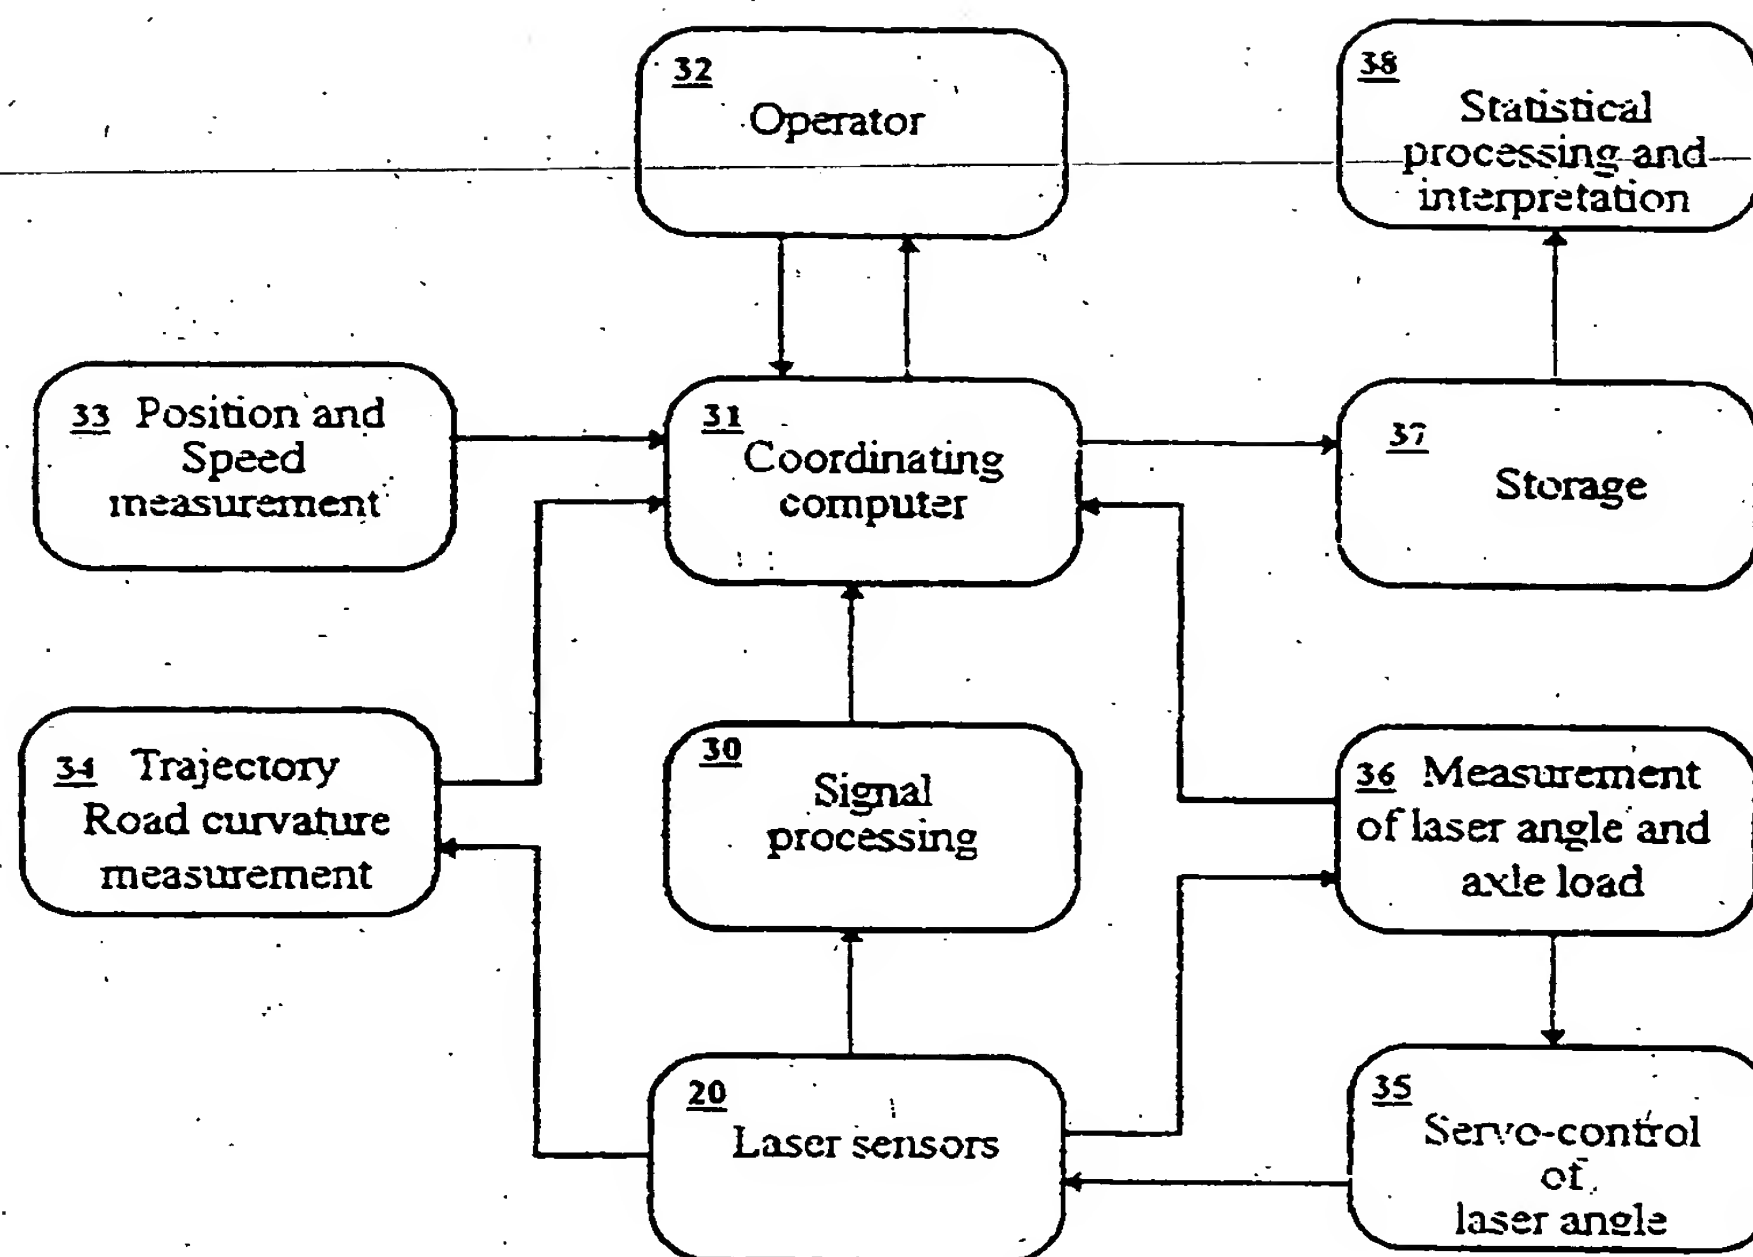 32
Operator
38
Statistical
processing and
interpretation
33 Position and
Speed
measurement
31
Coordinating
computer
37
Storage
34 Trajectory
Road curvature
measurement
30
Signal
processing
36 Measurement
of laser angle and
axle load
20
Laser sensors
35
Servo-control
of
laser angle